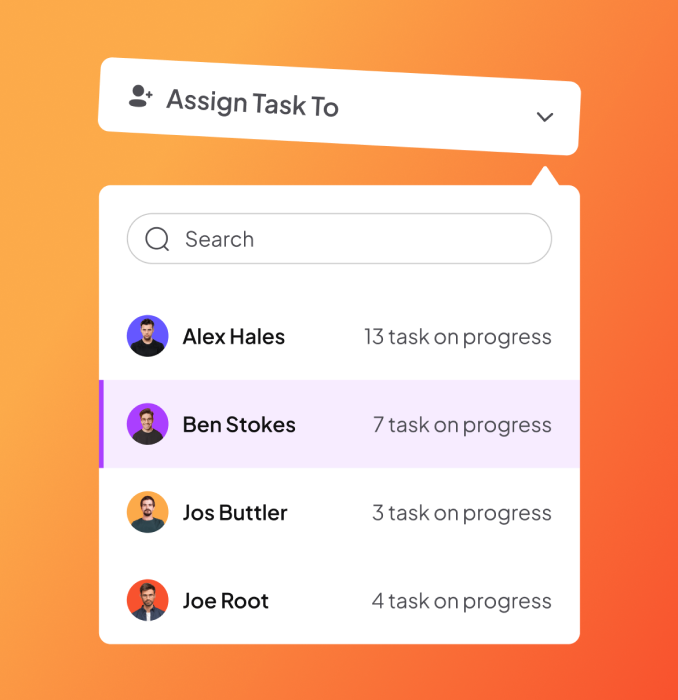 Assign Task To
Search
Alex Hales 13 task on progress
Ben Stokes 7 task on progress
Jos Buttler 3 task on progress
Joe Root 4 task on progress